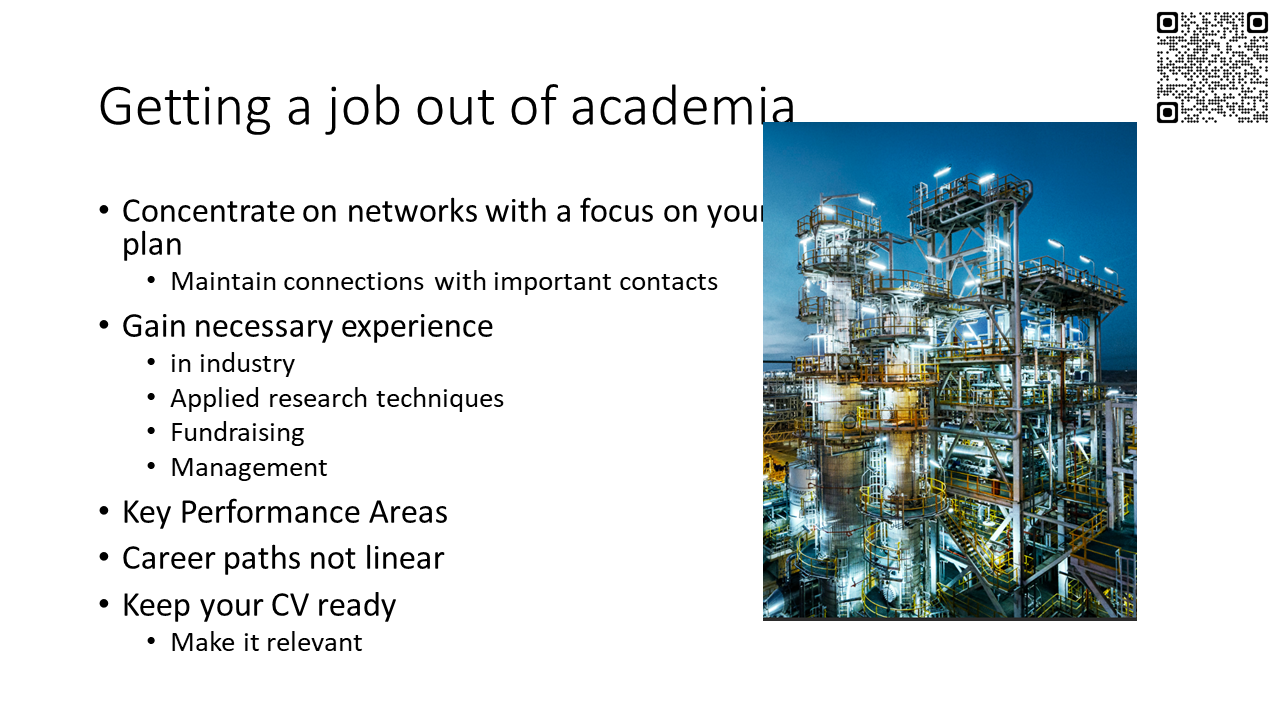 Getting a job out of academia
• Concentrate on networks with a focus on your
plan
• Maintain connections with important contacts
• Gain necessary experience
• in industry
• Applied research techniques
• Fundraising
• Management
• Key Performance Areas
• Career paths not linear
• Keep your CV ready
• Make it relevant